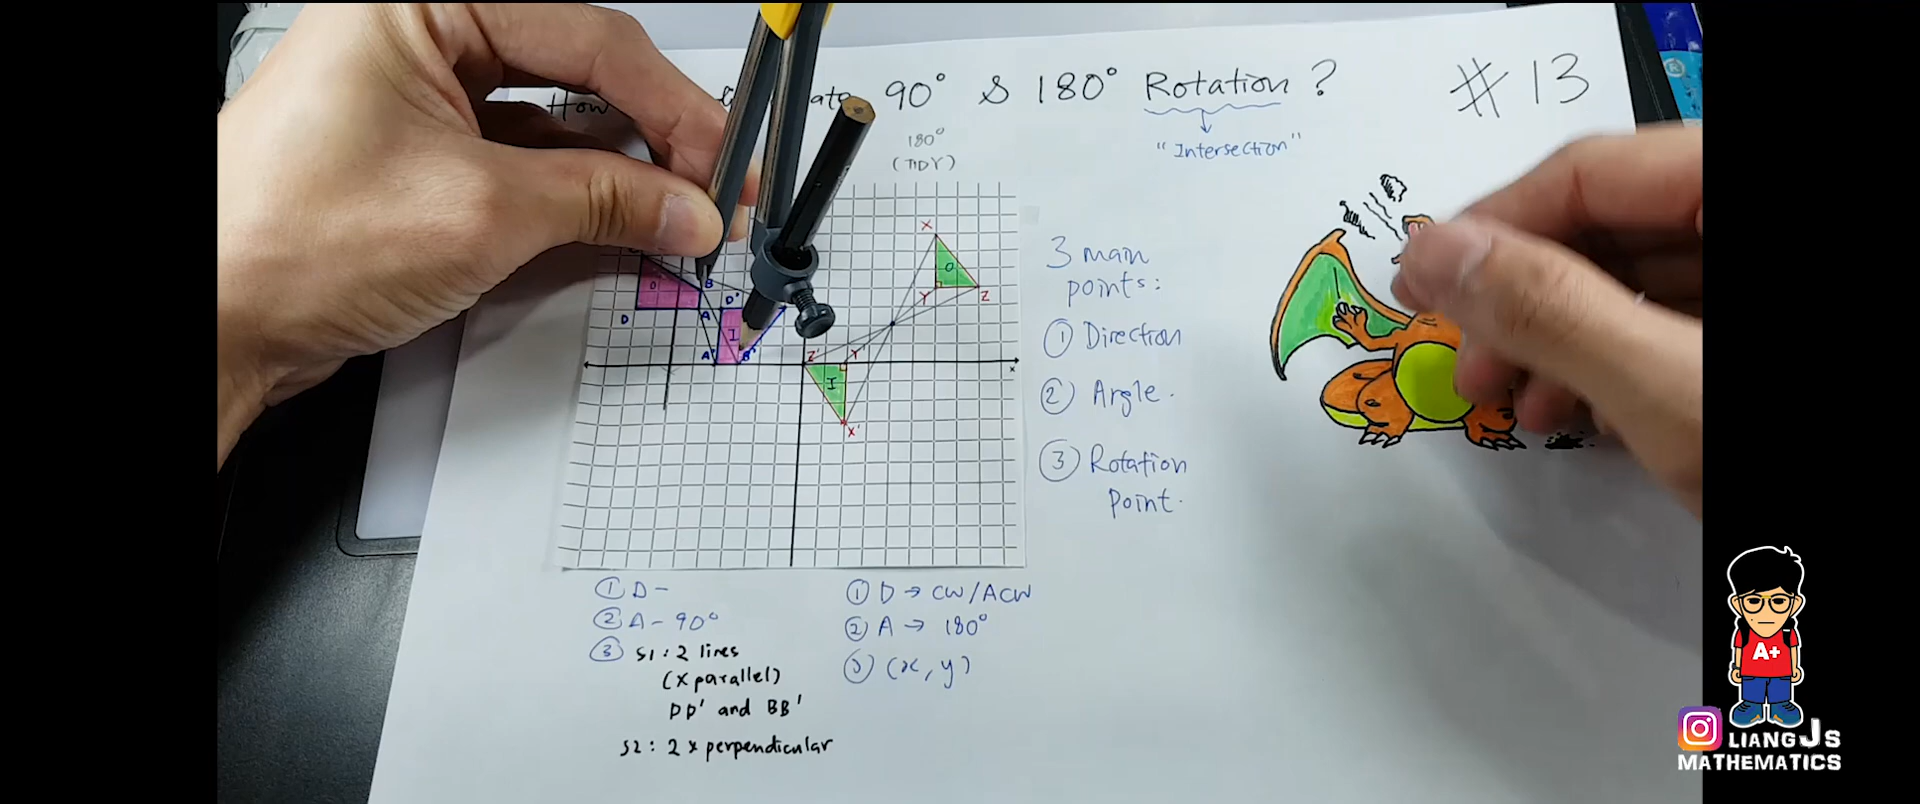 How ate 90° & 180° Rotation ?
# 13
"Intersection"
180°
(TIDY)
X
O
Y
Z
B
O
D
A
D'
I
A'
B'
Z'
Y'
I
X'
x
3 main
points:
① Direction
② Angle.
③ Rotation
Point.
① D -
② A - 90°
③ S1 : 2 lines
(x parallel)
DD' and BB'
S2 : 2 x perpendicular
① D → CW/ACW
② A → 180°
③ (x, y)
A+
LIANGJS
MATHEMATICS